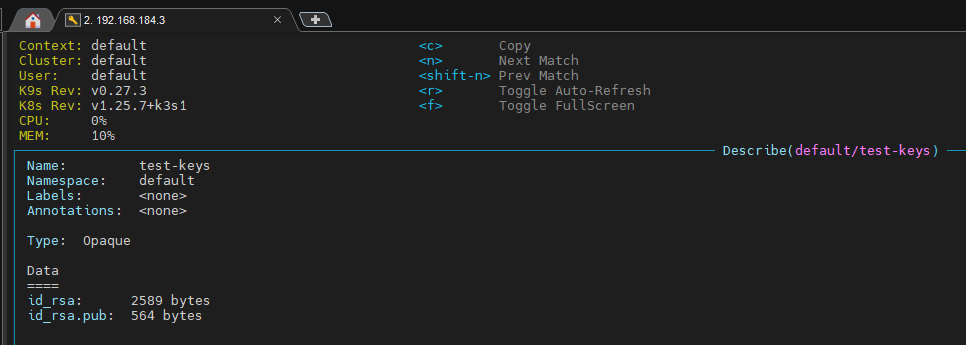 2. 192.168.184.3
Context: default <c> Copy
Cluster: default <n> Next Match
User: default <shift-n> Prev Match
K9s Rev: v0.27.3 <r> Toggle Auto-Refresh
K8s Rev: v1.25.7+k3s1 <f> Toggle FullScreen
CPU: 0%
MEM: 10%
Describe(default/test-keys)
Name: test-keys
Namespace: default
Labels: <none>
Annotations: <none>
Type: Opaque
Data
====
id_rsa: 2589 bytes
id_rsa.pub: 564 bytes